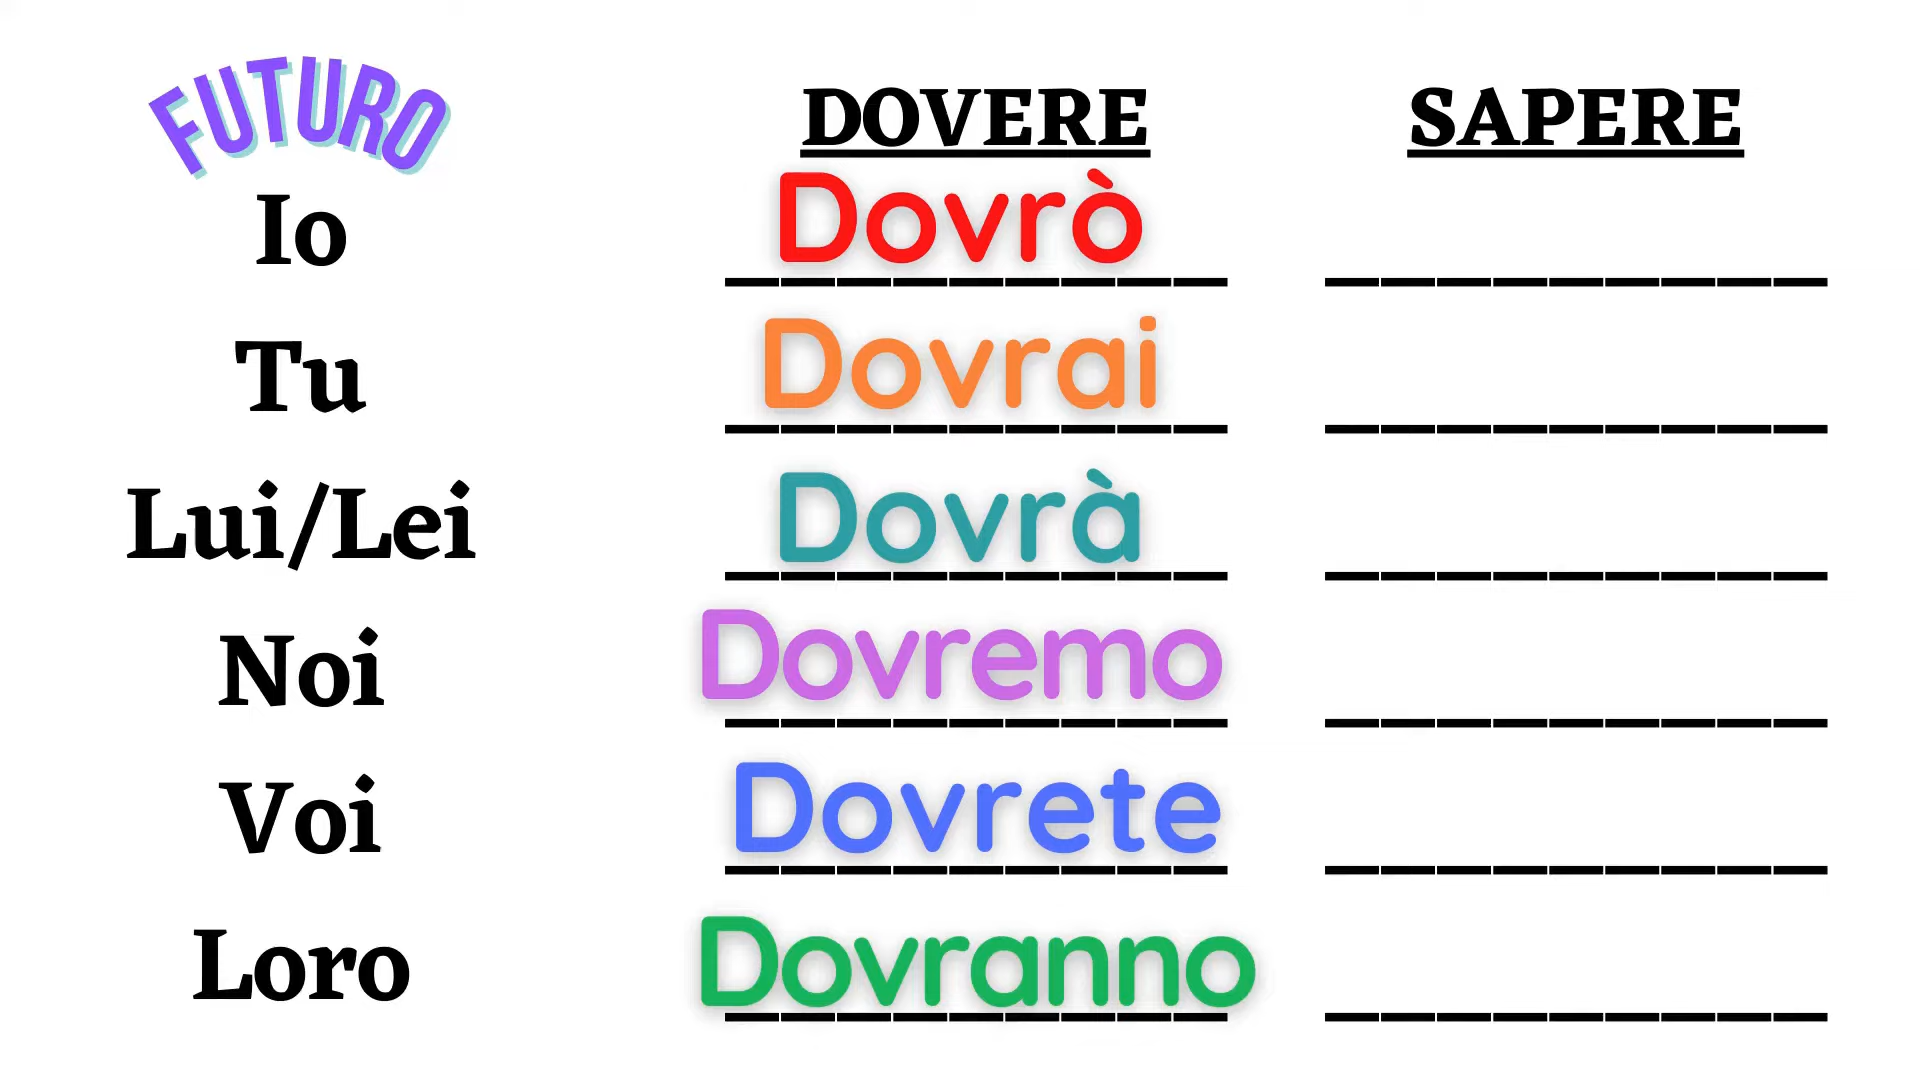 FUTURO DOVERE SAPERE
Io Dovrò
Tu Dovrai
Lui/Lei Dovrà
Noi Dovremo
Voi Dovrete
Loro Dovranno